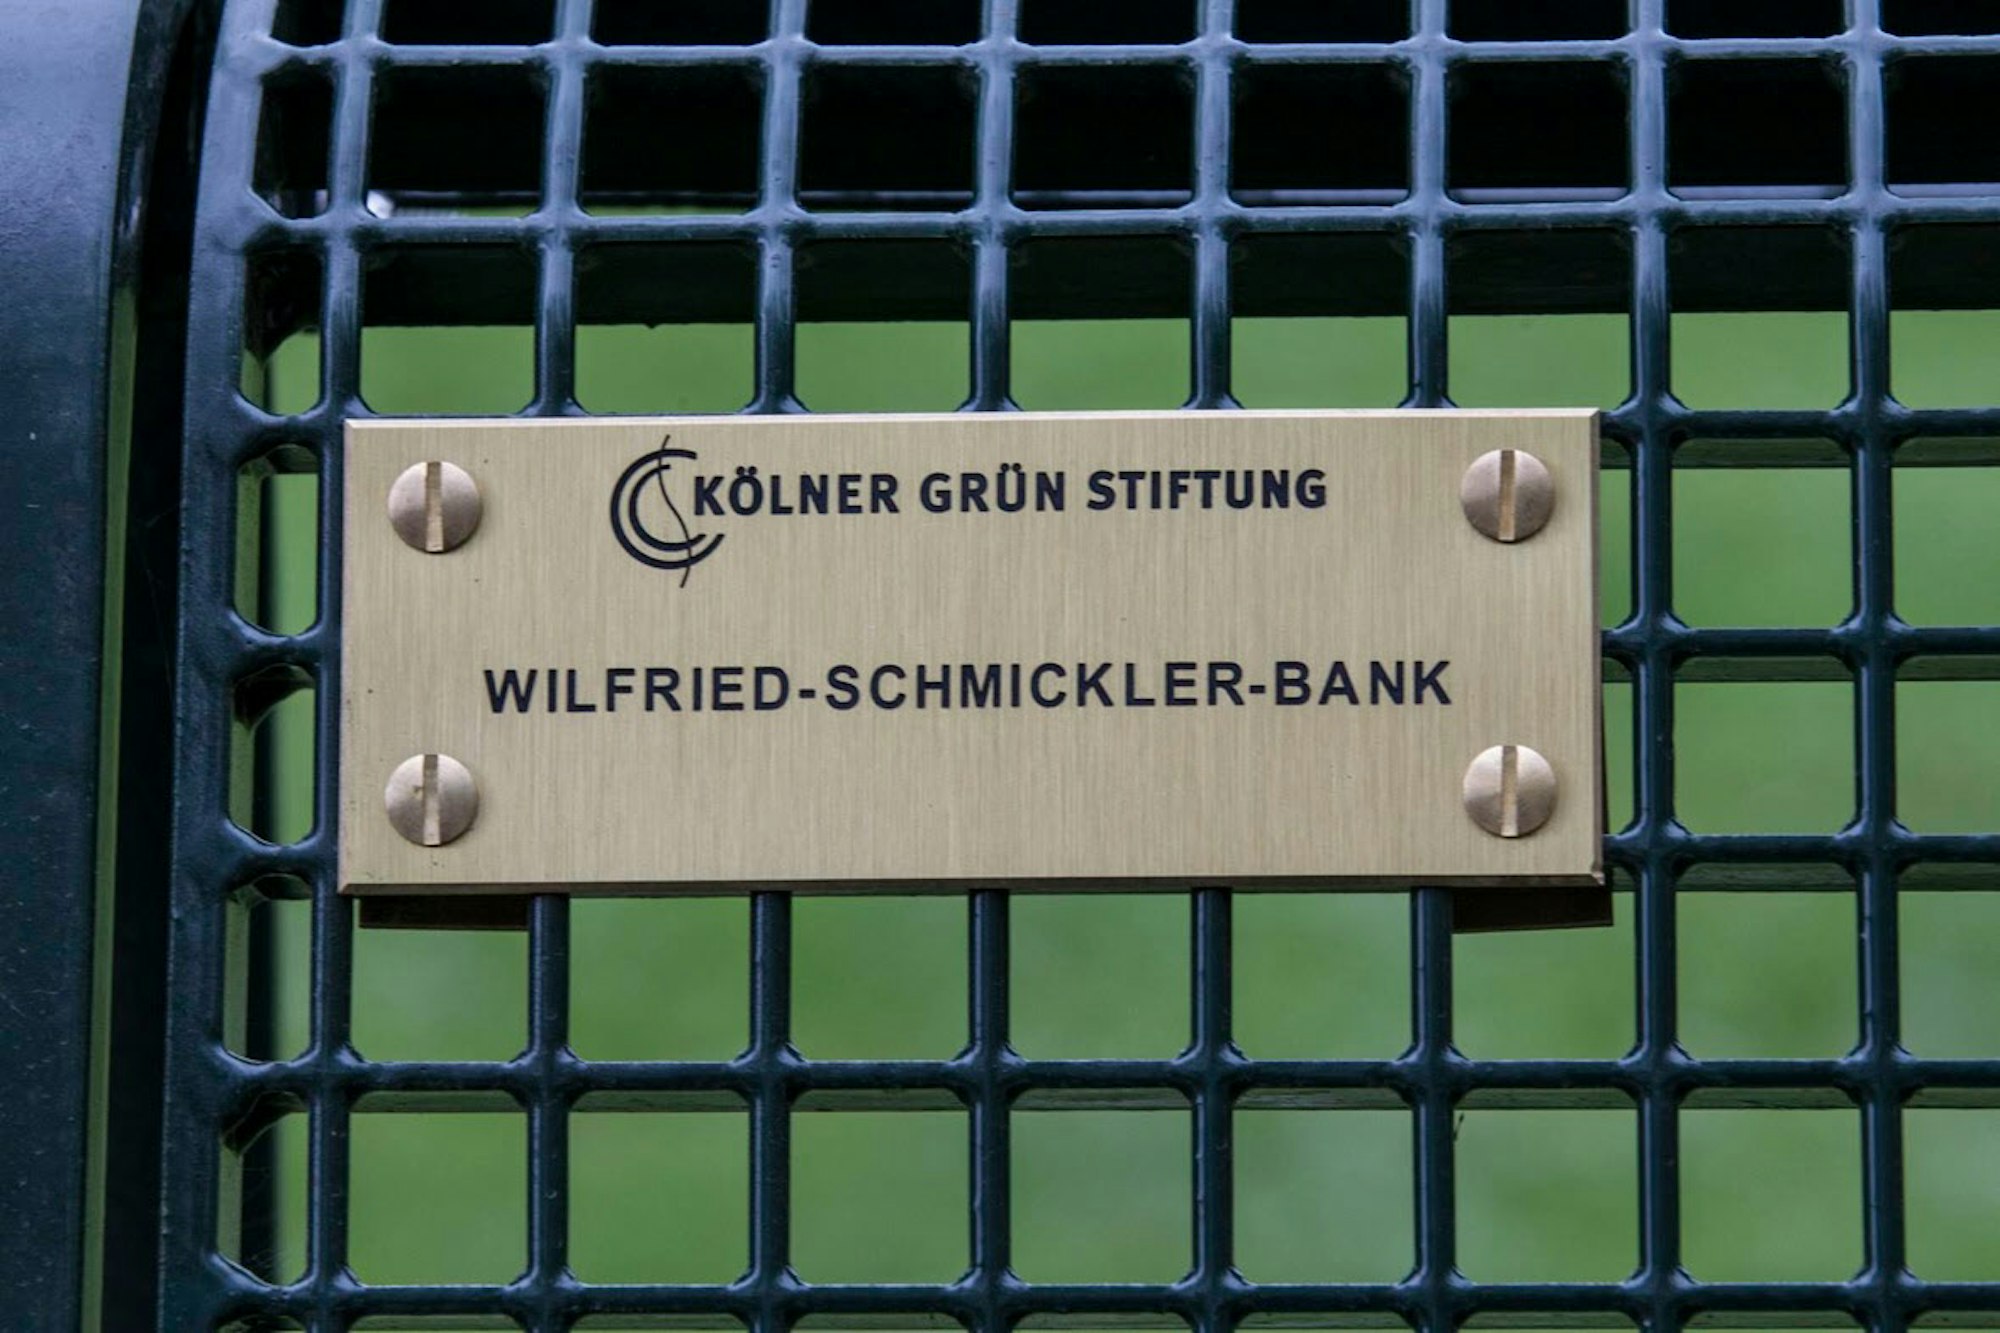 KÖLNER GRÜN STIFTUNG
WILFRIED-SCHMICKLER-BANK